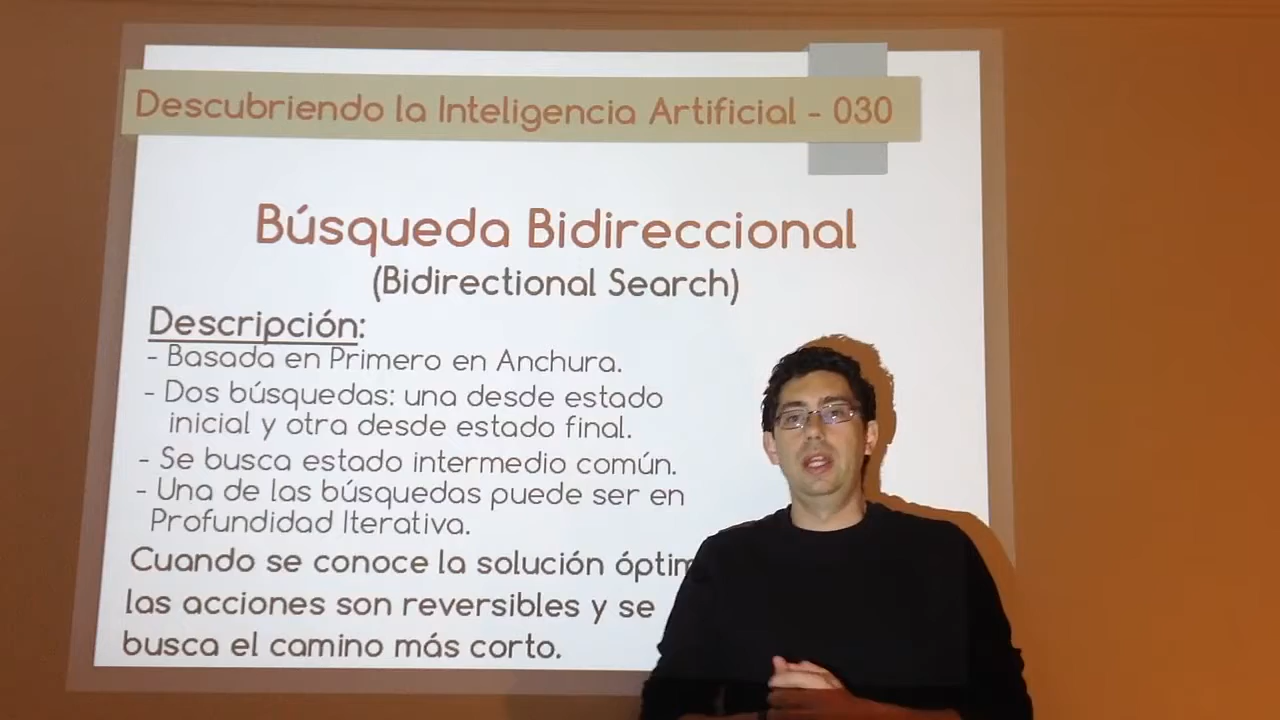 Descubriendo la Inteligencia Artificial - 030
Búsqueda Bidireccional
(Bidirectional Search)
Descripción:
- Basada en Primero en Anchura.
- Dos búsquedas: una desde estado
inicial y otra desde estado final.
- Se busca estado intermedio común.
- Una de las búsquedas puede ser en
Profundidad Iterativa.
Cuando se conoce la solución
las acciones son reversibles y se
busca el camino más corto.